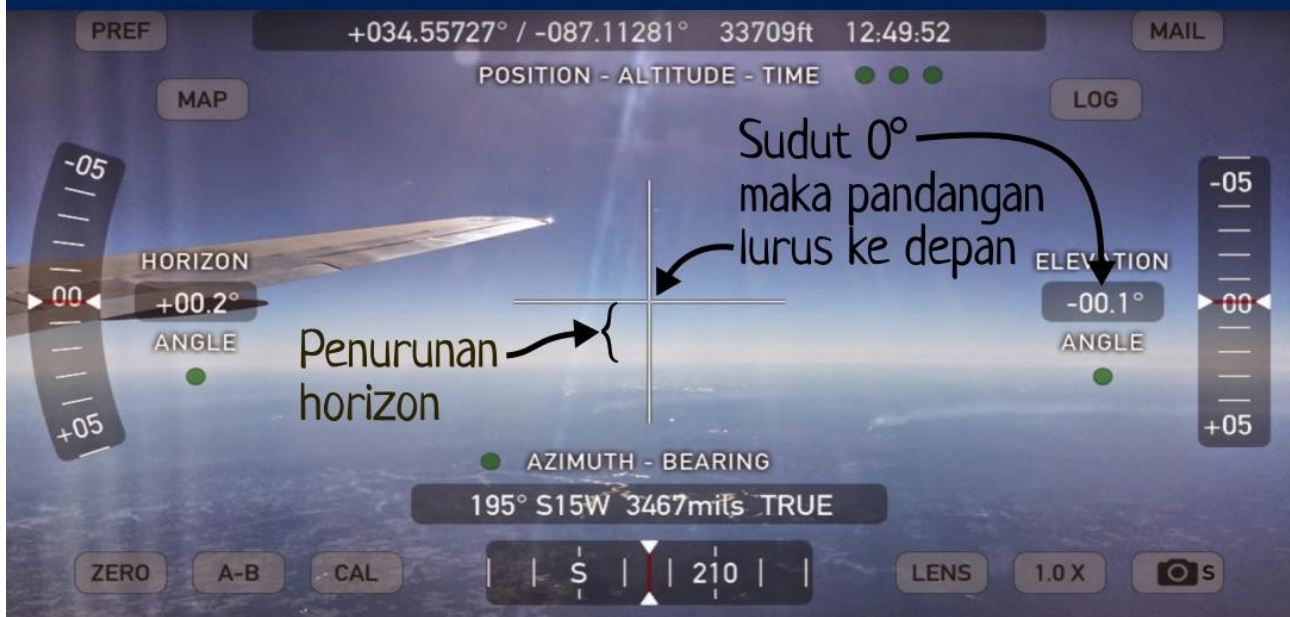 PREF
+034.55727° / -087.11281° 33709ft 12:49:52
MAIL
POSITION - ALTITUDE - TIME
MAP
LOG
Sudut 0°
maka pandangan
lurus ke depan
-05
00
+05
HORIZON
+00.2°
ANGLE
Penurunan
horizon
ELEVATION
-00.1°
ANGLE
-05
00
+05
AZIMUTH - BEARING
195° S15W 3467mils TRUE
ZERO
A-B
CAL
S
210
LENS
1.0 X
S